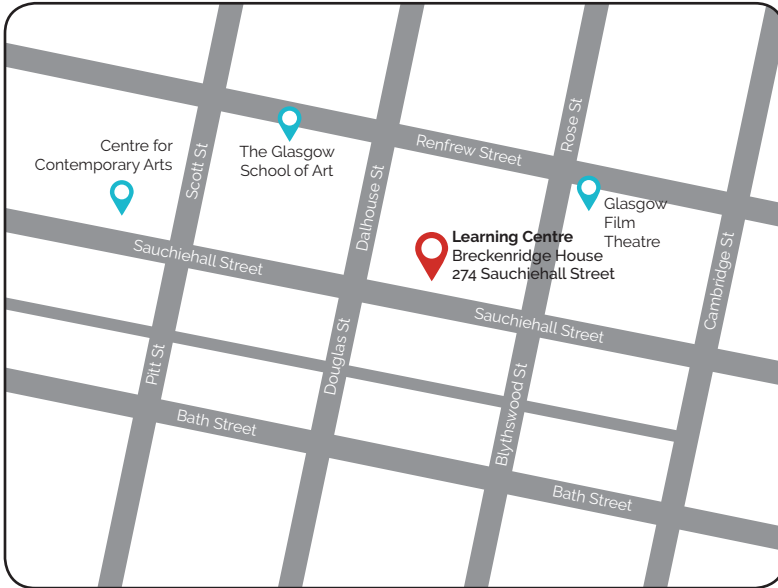 Centre for
Contemporary Arts
Scott St
The Glasgow
School of Art
Dalhouse St
Renfrew Street
Rose St
Glasgow
Film
Theatre
Cambridge St
Sauchiehall Street
Learning Centre
Breckenridge House
274 Sauchiehall Street
Sauchiehall Street
Pitt St
Douglas St
Blythswood St
Bath Street
Bath Street